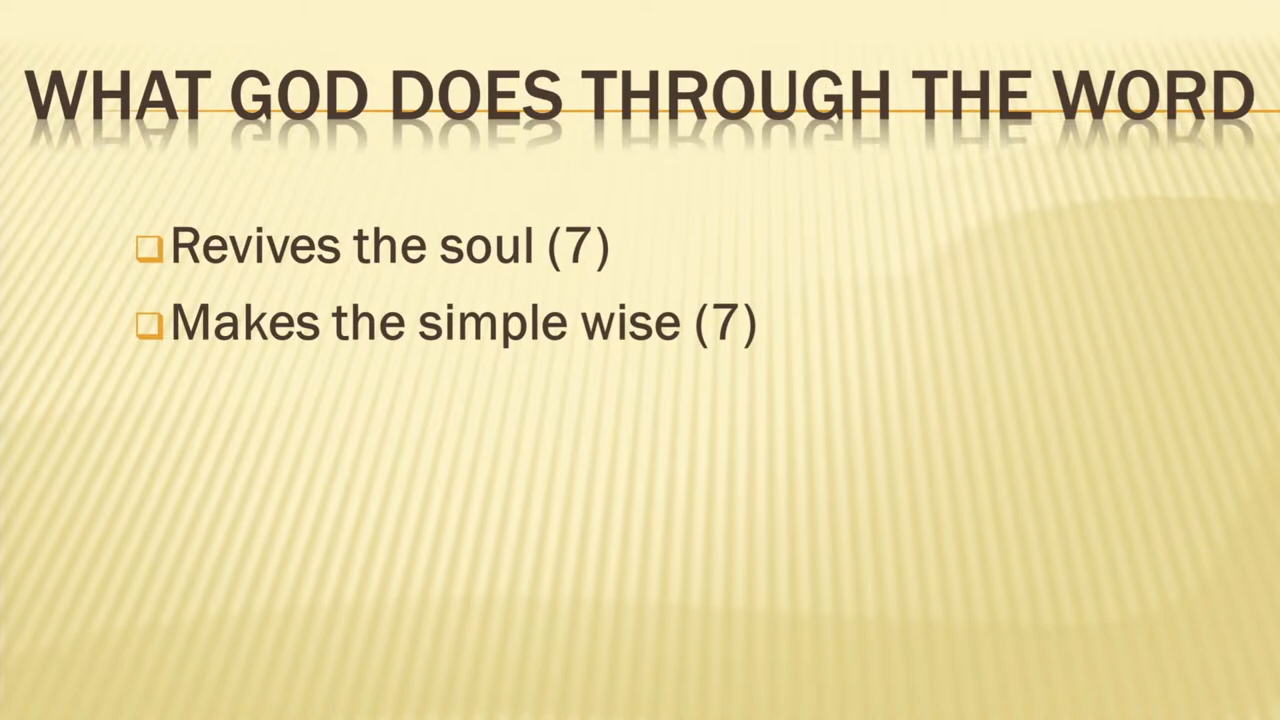 WHAT GOD DOES THROUGH THE WORD
Revives the soul (7)
Makes the simple wise (7)